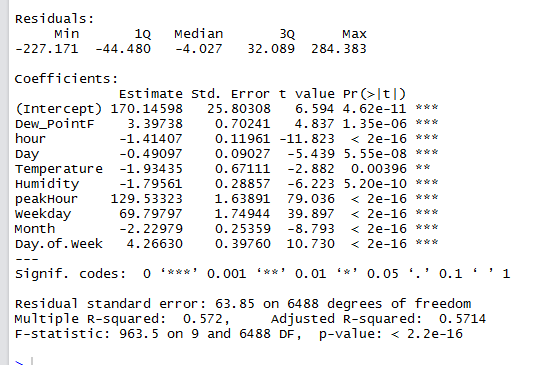 Residuals:
     Min       1Q   Median       3Q      Max
-227.171  -44.480   -4.027   32.089  284.383

Coefficients:
             Estimate Std. Error t value Pr(>|t|)
(Intercept) 170.14598   25.80308   6.594 4.62e-11 ***
Dew_PointF    3.39738    0.70241   4.837 1.35e-06 ***
hour         -1.41407    0.11961 -11.823  < 2e-16 ***
Day          -0.49097    0.09027  -5.439 5.55e-08 ***
Temperature  -1.93435    0.67111  -2.882  0.00396 **
Humidity     -1.79561    0.28857  -6.223 5.20e-10 ***
peakHour    129.53323    1.63891  79.036  < 2e-16 ***
Weekday      69.79797    1.74944  39.897  < 2e-16 ***
Month        -2.22979    0.25359  -8.793  < 2e-16 ***
Day.of.Week   4.26630    0.39760  10.730  < 2e-16 ***
---
Signif. codes:  0 ‘***’ 0.001 ‘**’ 0.01 ‘*’ 0.05 ‘.’ 0.1 ‘ ’ 1

Residual standard error: 63.85 on 6488 degrees of freedom
Multiple R-squared:  0.572,	Adjusted R-squared:  0.5714
F-statistic: 963.5 on 9 and 6488 DF,  p-value: < 2.2e-16

>